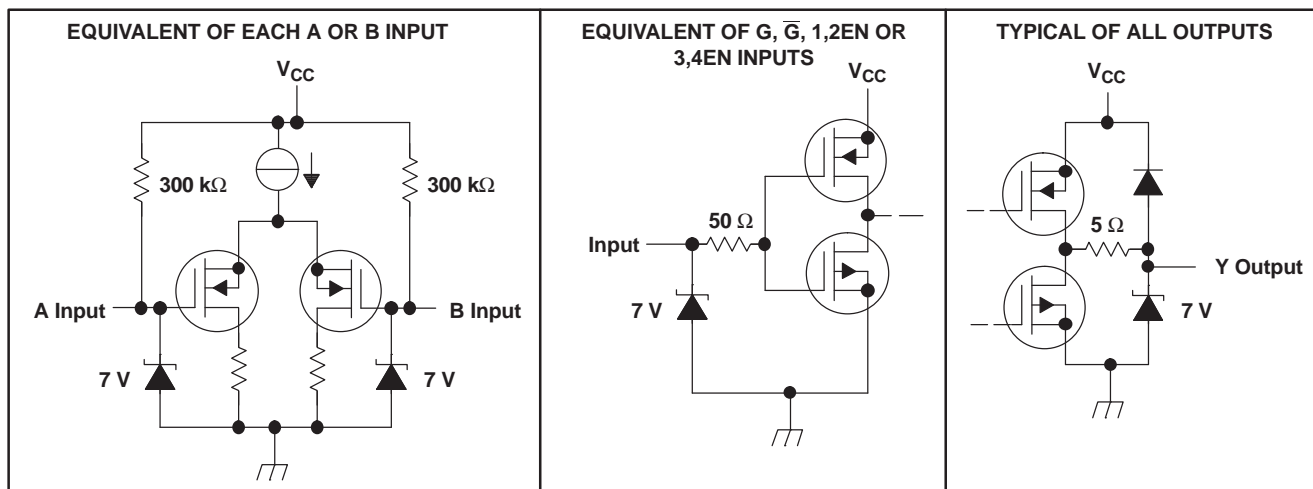 EQUIVALENT OF EACH A OR B INPUT
VCC
300 kΩ
300 kΩ
A Input
B Input
7 V
7 V
EQUIVALENT OF G, G̅, 1,2EN OR
3,4EN INPUTS
VCC
50 Ω
Input
7 V
TYPICAL OF ALL OUTPUTS
VCC
5 Ω
Y Output
7 V